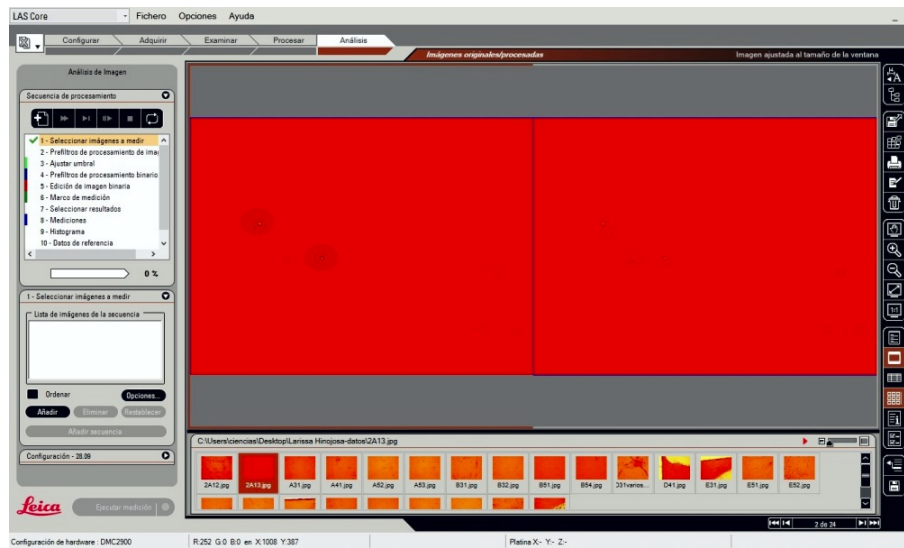 LAS Core
Fichero Opciones Ayuda
Configurar Adquirir Examinar Procesar Análisis
Imágenes originales/procesadas
Imagen ajustada al tamaño de la ventana
Análisis de Imagen
Secuencia de procesamiento
1 - Seleccionar imágenes a medir
2 - Prefiltros de procesamiento de imag
3 - Ajustar umbral
4 - Prefiltros de procesamiento binario
5 - Edición de imagen binaria
6 - Marco de medición
7 - Seleccionar resultados
8 - Mediciones
9 - Histograma
10 - Datos de referencia
0 %
1 - Seleccionar imágenes a medir
Lista de imágenes de la secuencia
Ordenar
Opciones...
Añadir Eliminar Restablecer
Añadir secuencia
Configuración - 28.09
Leica
Ejecutar medición
C:\Users\ciencias\Desktop\Larissa Hinojosa-datos\2A13.jpg
2A12.jpg 2A13.jpg A31.jpg A41.jpg A52.jpg A53.jpg B31.jpg B32.jpg B51.jpg B54.jpg D31varios... D41.jpg E31.jpg E51.jpg E52.jpg
2 de 24
Configuración de hardware : DMC2900
R:252 G:0 B:0 en X:1008 Y:387
Platina X:- Y:- Z:-
1:1